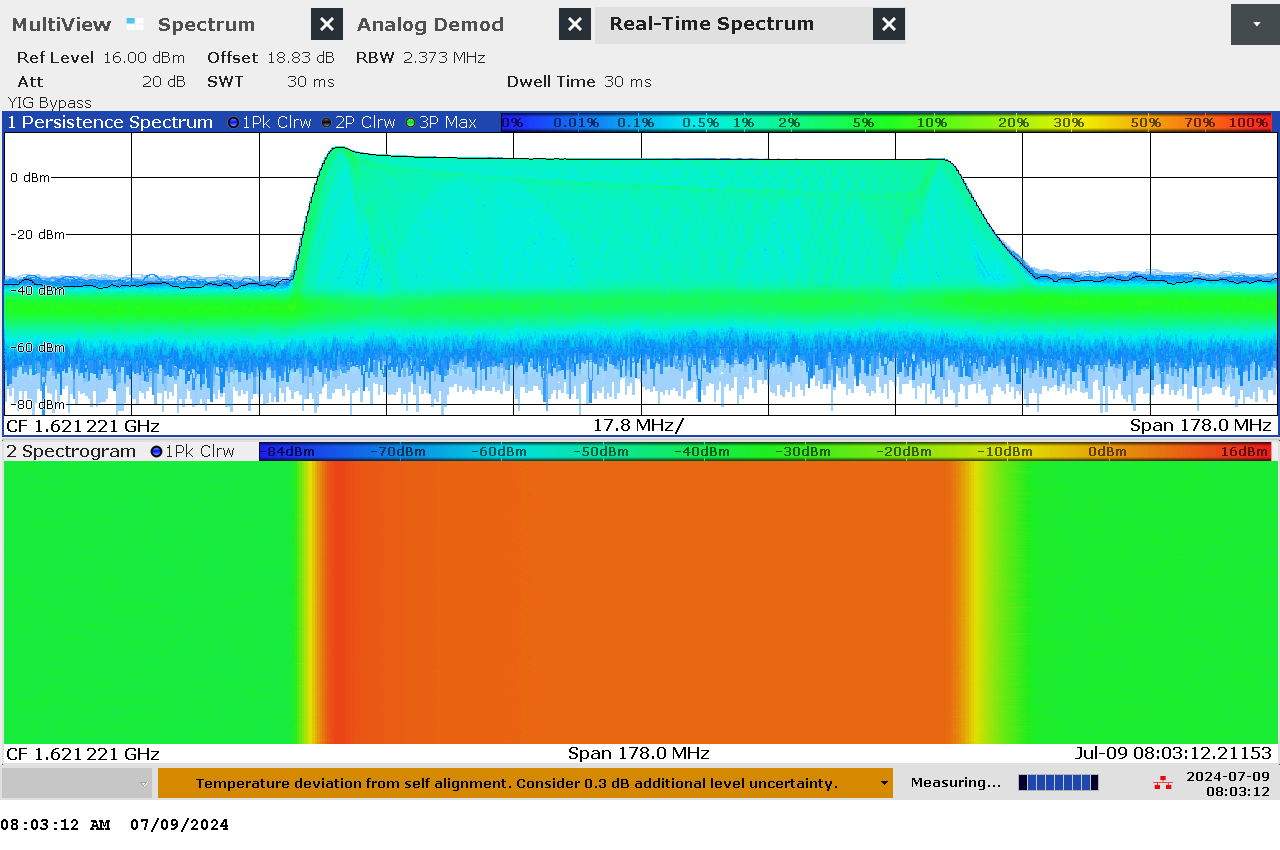 MultiView Spectrum Analog Demod Real-Time Spectrum
Ref Level 16.00 dBm Offset 18.83 dB RBW 2.373 MHz
Att 20 dB SWT 30 ms Dwell Time 30 ms
YIG Bypass
1 Persistence Spectrum 1Pk Clrw 2P Clrw 3P Max 0% 0.01% 0.1% 0.5% 1% 2% 5% 10% 20% 30% 50% 70% 100%
0 dBm
-20 dBm
-40 dBm
-60 dBm
-80 dBm
CF 1.621221 GHz 17.8 MHz/ Span 178.0 MHz
2 Spectrogram 1Pk Clrw -84dBm -70dBm -60dBm -50dBm -40dBm -30dBm -20dBm -10dBm 0dBm 16dBm
CF 1.621221 GHz Span 178.0 MHz Jul-09 08:03:12.21153
Temperature deviation from self alignment. Consider 0.3 dB additional level uncertainty. Measuring... 2024-07-09
08:03:12
08:03:12 AM 07/09/2024